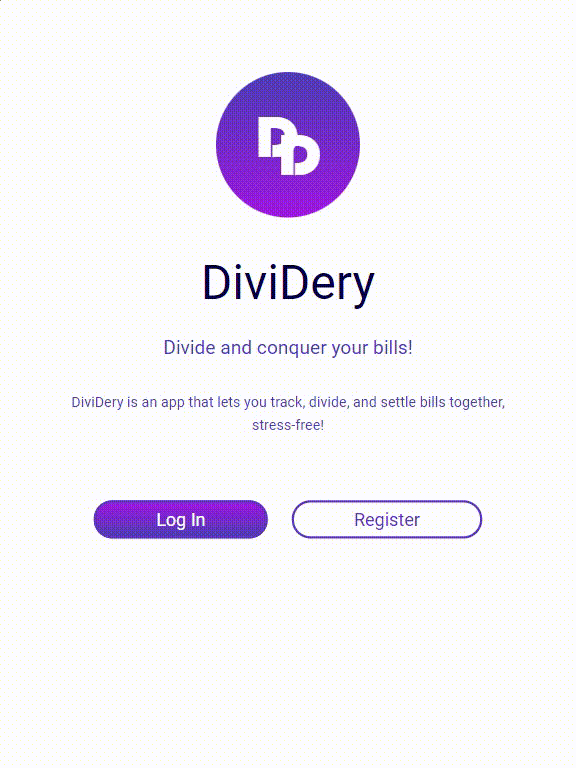 DD
DiviDery
Divide and conquer your bills!
DiviDery is an app that lets you track, divide, and settle bills together,
stress-free!
Log In
Register